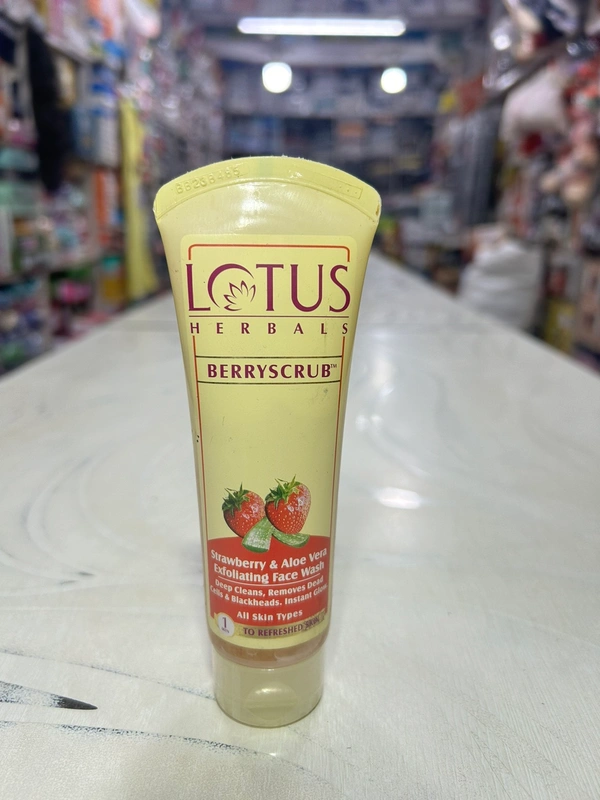 LOTUS
HERBALS
BERRYSCRUB™
Strawberry & Aloe Vera
Exfoliating Face Wash
Deep Cleans, Removes Dead
Cells & Blackheads. Instant Glow
All Skin Types
1
TO REFRESHED SKIN